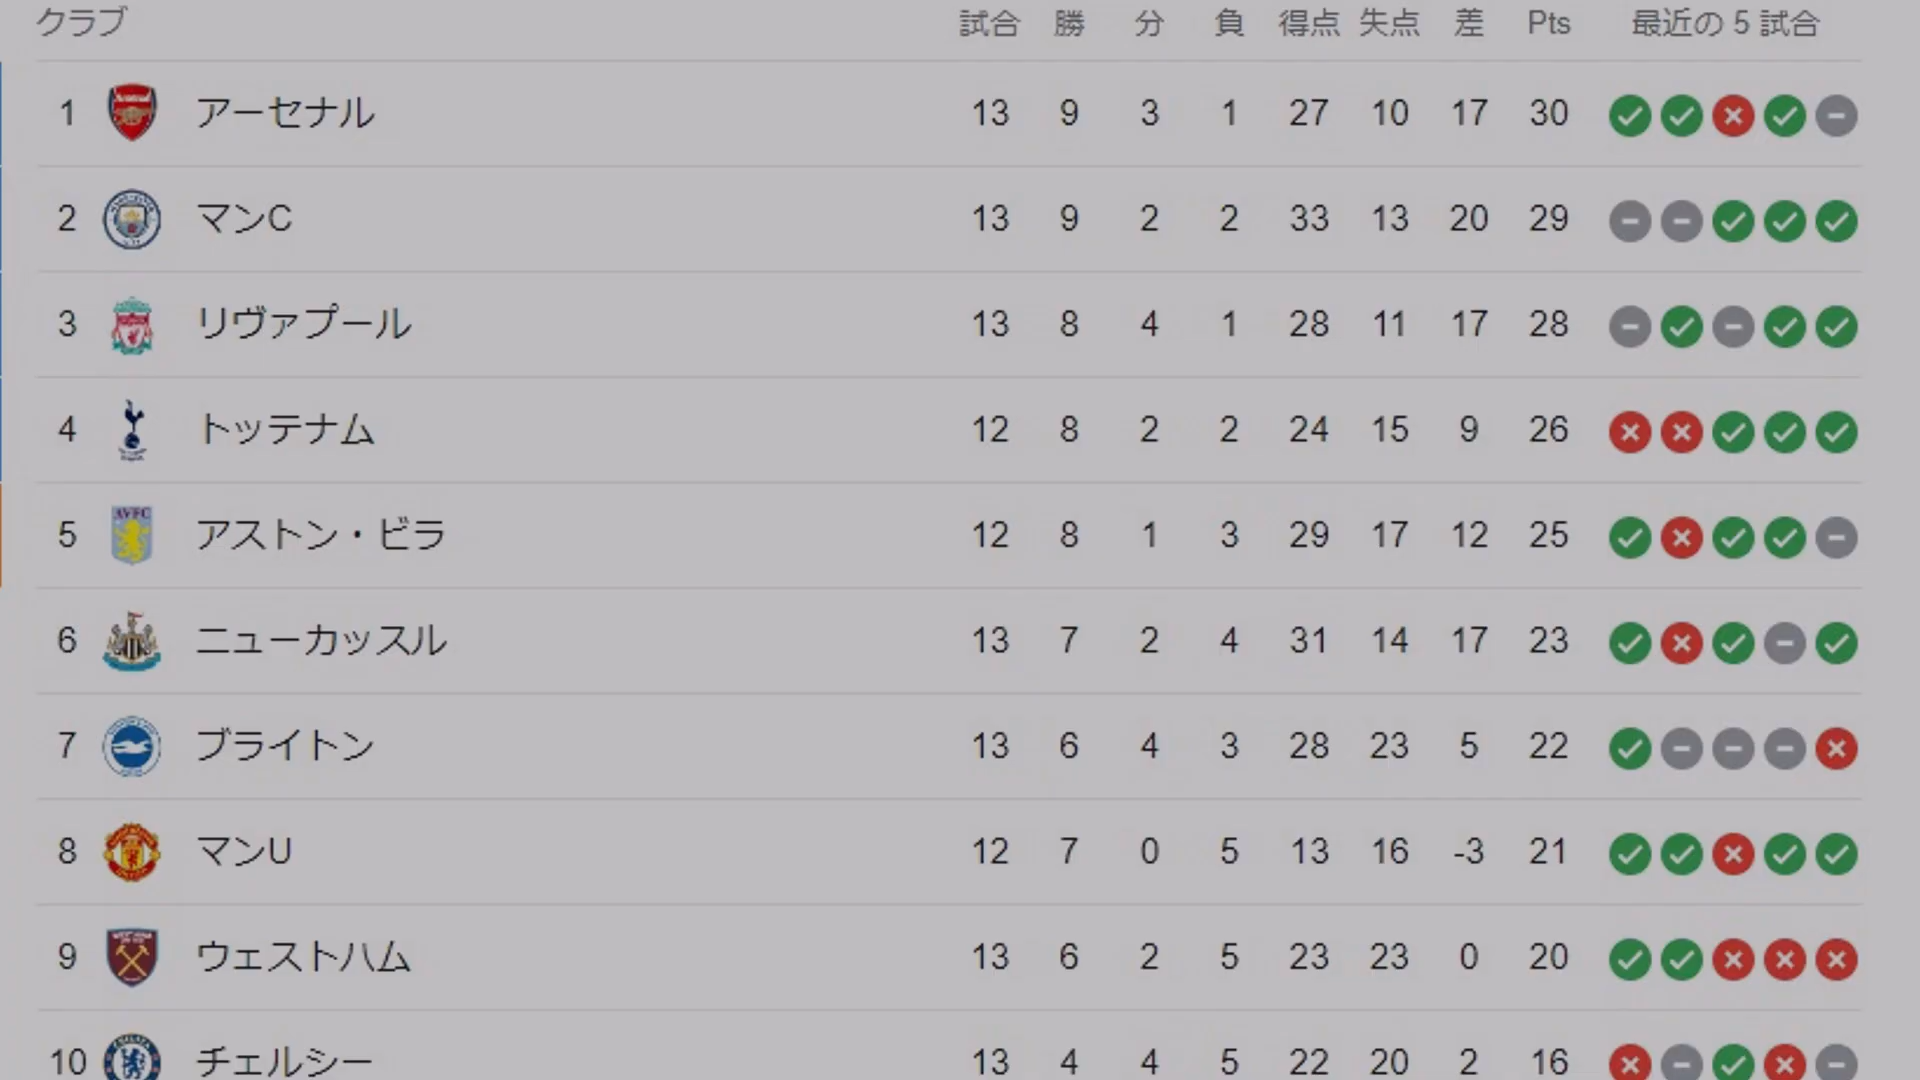 クラブ 試合 勝 分 負 得点 失点 差 Pts 最近の 5 試合
1 アーセナル 13 9 3 1 27 10 17 30
2 マンC 13 9 2 2 33 13 20 29
3 リヴァプール 13 8 4 1 28 11 17 28
4 トッテナム 12 8 2 2 24 15 9 26
5 AVFC アストン・ビラ 12 8 1 3 29 17 12 25
6 ニューカッスル 13 7 2 4 31 14 17 23
7 ブライトン 13 6 4 3 28 23 5 22
8 マンU 12 7 0 5 13 16 -3 21
9 ウェストハム 13 6 2 5 23 23 0 20
10 チェルシー 13 4 4 5 22 20 2 16